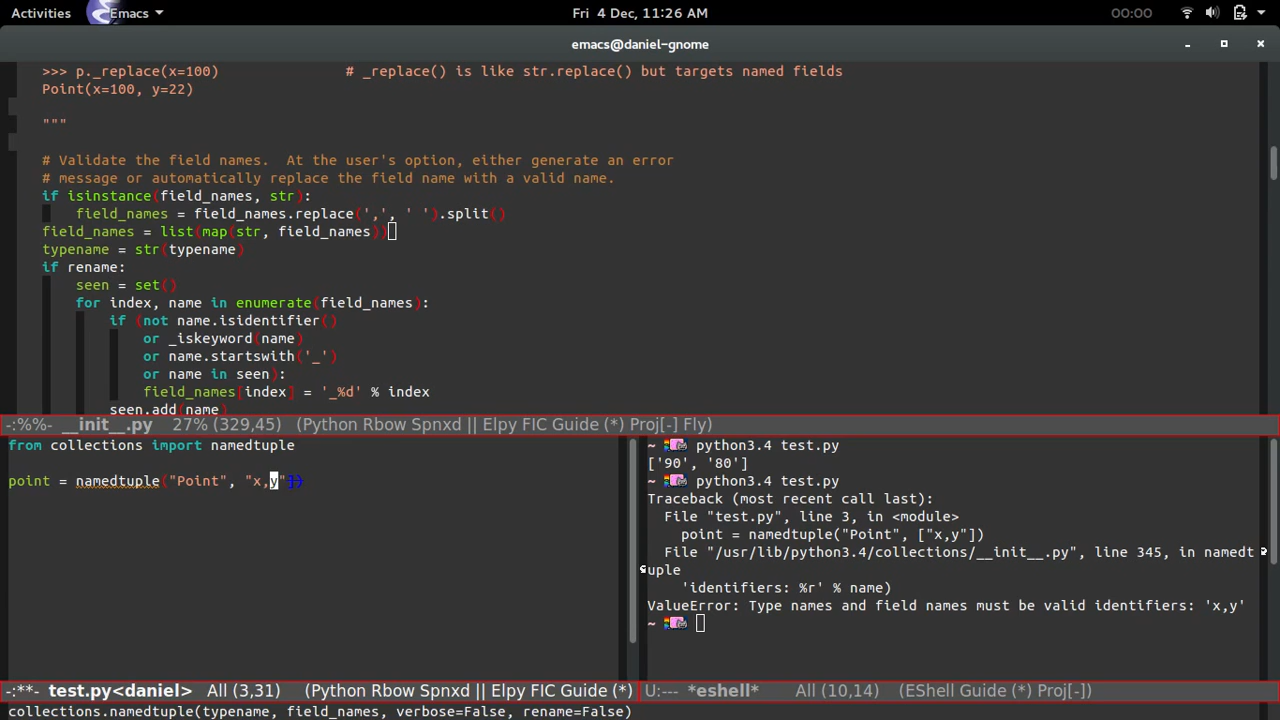 Activities Emacs Fri 4 Dec, 11:26 AM 00:00
emacs@daniel-gnome
>>> p._replace(x=100) # _replace() is like str.replace() but targets named fields
Point(x=100, y=22)
"""
# Validate the field names.  At the user's option, either generate an error
# message or automatically replace the field name with a valid name.
if isinstance(field_names, str):
field_names = field_names.replace(',', ' ').split()
field_names = list(map(str, field_names))
typename = str(typename)
if rename:
seen = set()
for index, name in enumerate(field_names):
if (not name.isidentifier()
or _iskeyword(name)
or name.startswith('_')
or name in seen):
field_names[index] = '_%d' % index
seen.add(name)
-:%%- __init__.py 27% (329,45) (Python Rbow Spnxd || Elpy FIC Guide (*) Proj[-] Fly)
from collections import namedtuple
point = namedtuple("Point", "x,y"])
-:**- test.py<daniel> All (3,31) (Python Rbow Spnxd || Elpy FIC Guide (*)
~ python3.4 test.py
['90', '80']
~ python3.4 test.py
Traceback (most recent call last):
File "test.py", line 3, in <module>
point = namedtuple("Point", ["x,y"])
File "/usr/lib/python3.4/collections/__init__.py", line 345, in namedt
uple
'identifiers: %r' % name)
ValueError: Type names and field names must be valid identifiers: 'x,y'
~
U:--- *eshell* All (10,14) (EShell Guide (*) Proj[-])
collections.namedtuple(typename, field_names, verbose=False, rename=False)